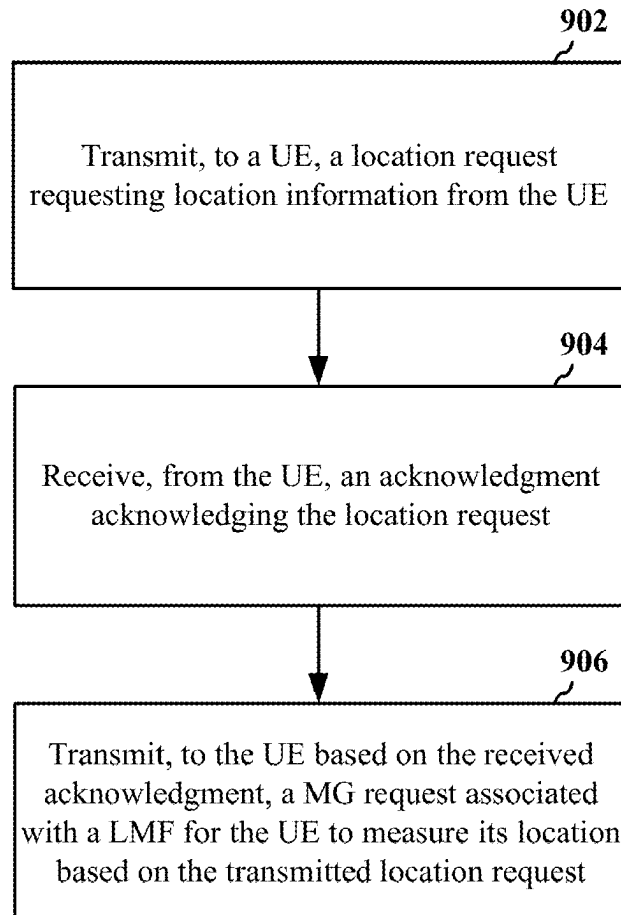 902
Transmit, to a UE, a location request
requesting location information from the UE
904
Receive, from the UE, an acknowledgment
acknowledging the location request
906
Transmit, to the UE based on the received
acknowledgment, a MG request associated
with a LMF for the UE to measure its location
based on the transmitted location request